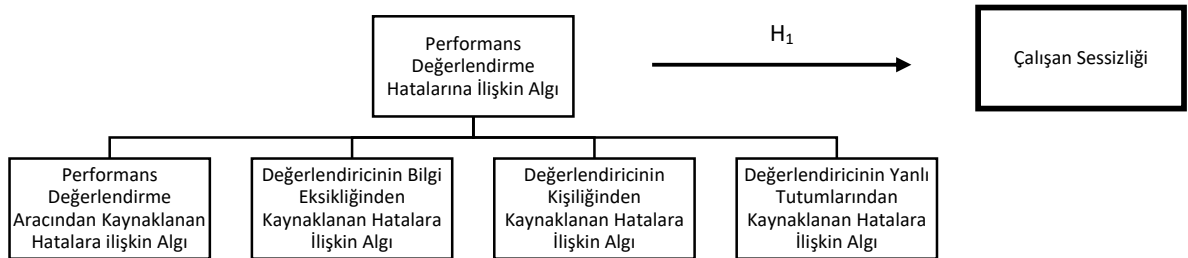 Performans
Değerlendirme
Hatalarına İlişkin Algı
H1
Çalışan Sessizliği
Performans
Değerlendirme
Aracından Kaynaklanan
Hatalara ilişkin Algı
Değerlendiricinin Bilgi
Eksikliğinden
Kaynaklanan Hatalara
İlişkin Algı
Değerlendiricinin
Kişiliğinden
Kaynaklanan Hatalara
İlişkin Algı
Değerlendiricinin Yanlı
Tutumlarından
Kaynaklanan Hatalara
İlişkin Algı